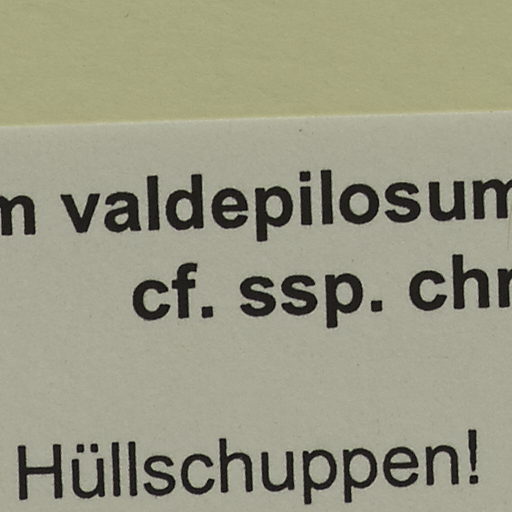 m valdepilosum
cf. ssp. chr
Hüllschuppen!